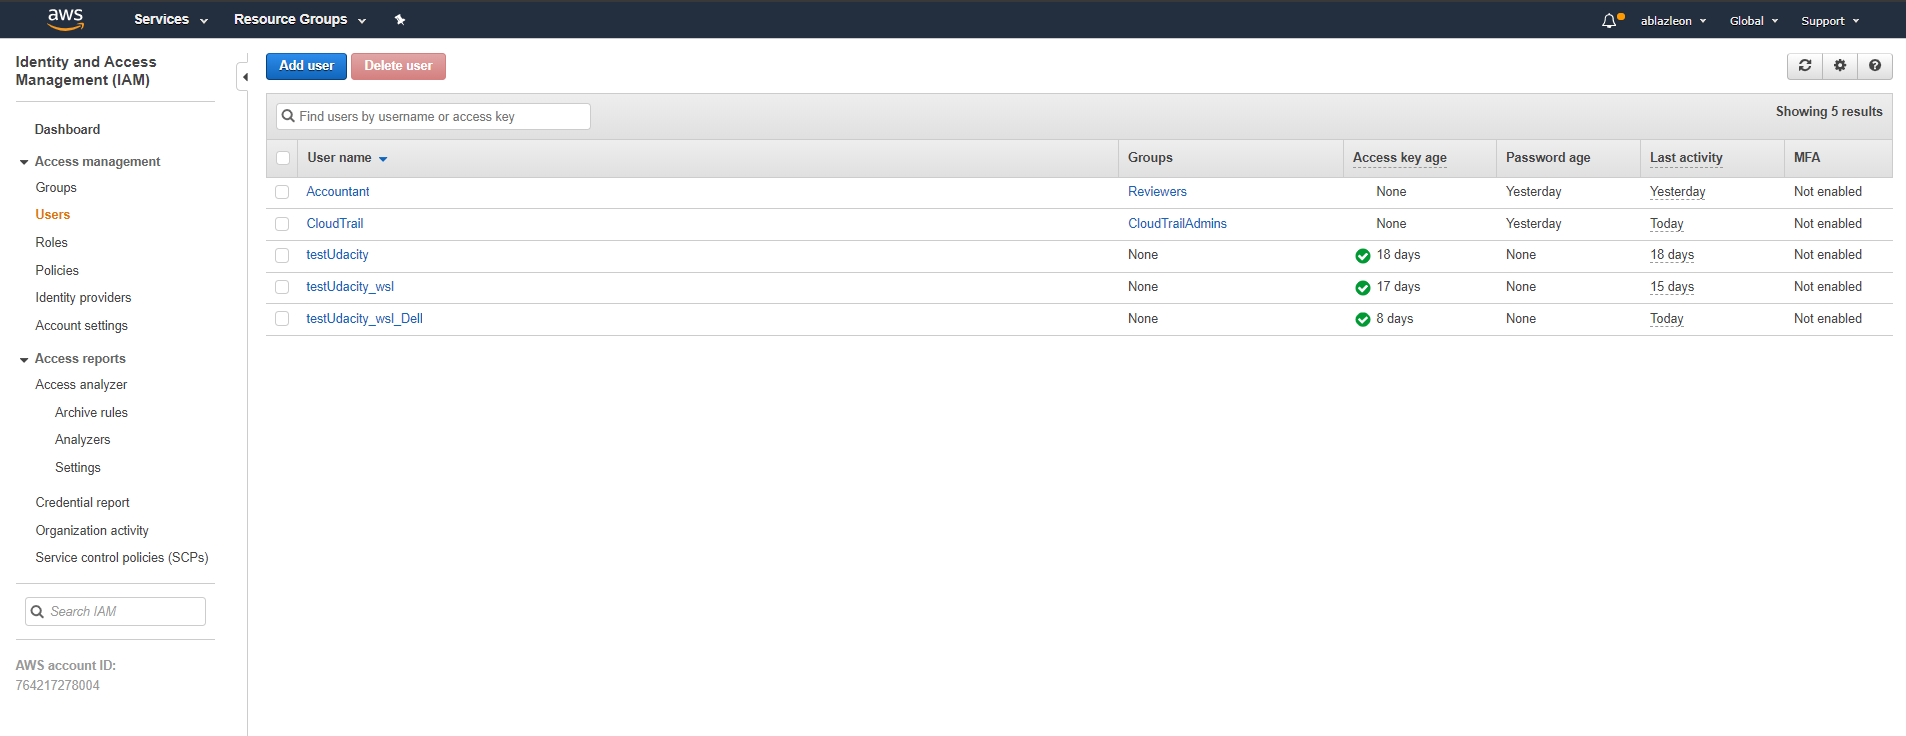 aws Services Resource Groups ablazleon Global Support
Identity and Access
Management (IAM)
Dashboard
Access management
Groups
Users
Roles
Policies
Identity providers
Account settings
Access reports
Access analyzer
Archive rules
Analyzers
Settings
Credential report
Organization activity
Service control policies (SCPs)
Search IAM
AWS account ID:
764217278004
Add user Delete user
Find users by username or access key Showing 5 results
User name Groups Access key age Password age Last activity MFA
Accountant Reviewers None Yesterday Yesterday Not enabled
CloudTrail CloudTrailAdmins None Yesterday Today Not enabled
testUdacity None 18 days None 18 days Not enabled
testUdacity_wsl None 17 days None 15 days Not enabled
testUdacity_wsl_Dell None 8 days None Today Not enabled